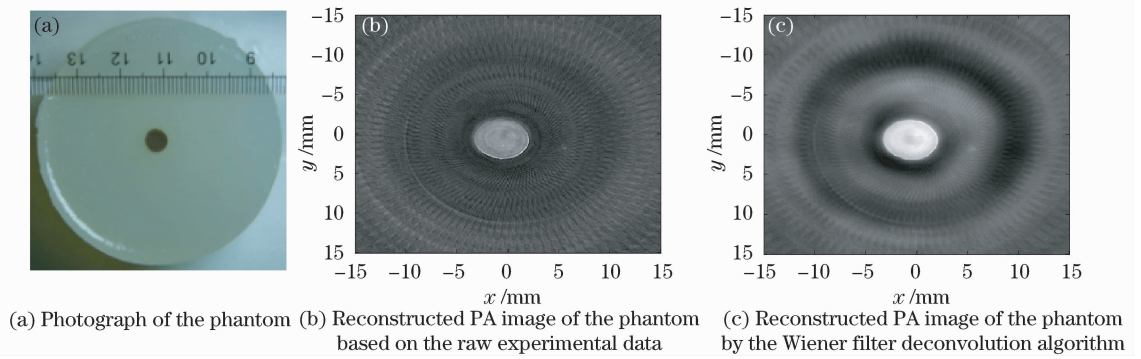 (a)
14 13 12 11 10 9
(b)
−15
−10
−5
0
5
10
15
y /mm
−15 −10 −5 0 5 10 15
x /mm
(c)
−15
−10
−5
0
5
10
15
y /mm
−15 −10 −5 0 5 10 15
x /mm
(a) Photograph of the phantom
(b) Reconstructed PA image of the phantom
based on the raw experimental data
(c) Reconstructed PA image of the phantom
by the Wiener filter deconvolution algorithm